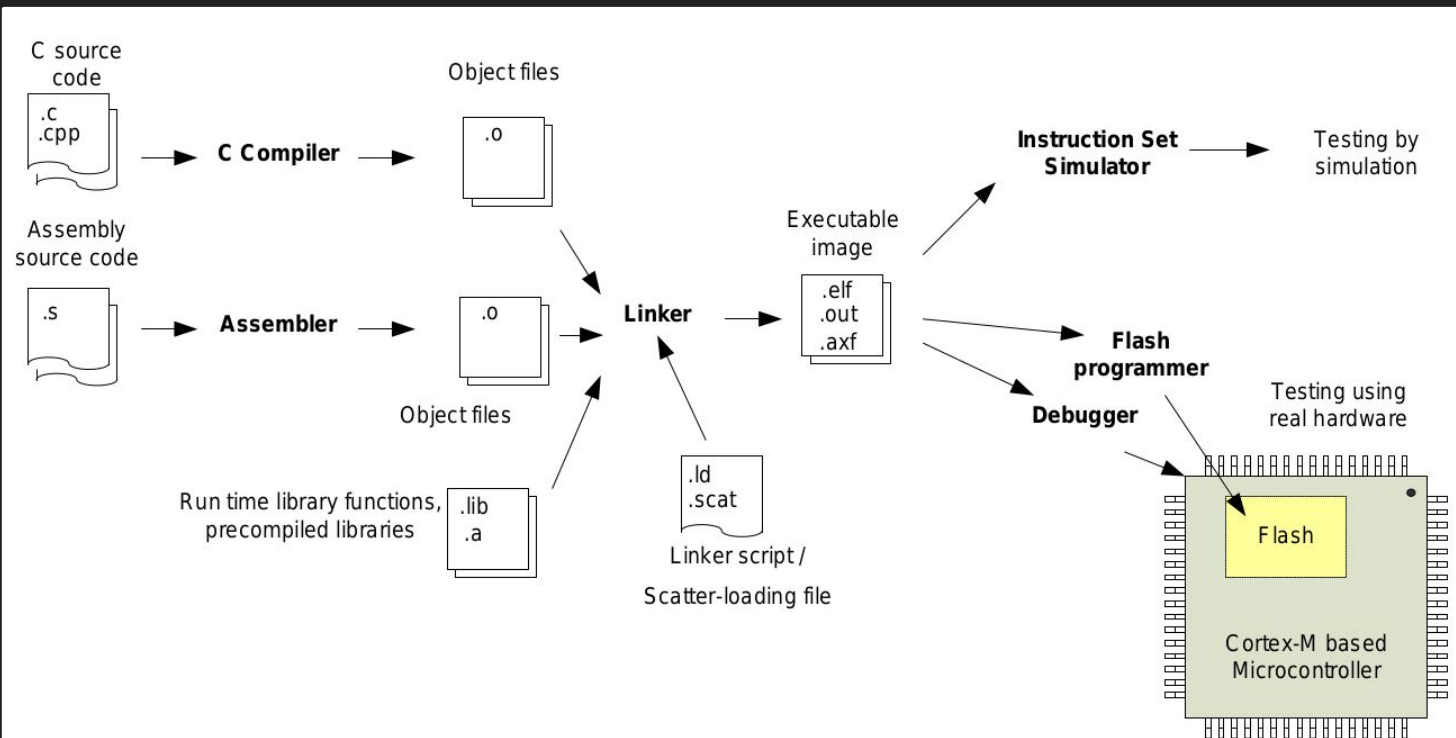 C source
code
.c
.cpp
C Compiler
Object files
.o
Assembly
source code
.s
Assembler
.o
Object files
Run time library functions,
precompiled libraries
.lib
.a
Linker
.ld
.scat
Linker script /
Scatter-loading file
Executable
image
.elf
.out
.axf
Instruction Set
Simulator
Testing by
simulation
Flash
programmer
Debugger
Testing using
real hardware
Flash
Cortex-M based
Microcontroller